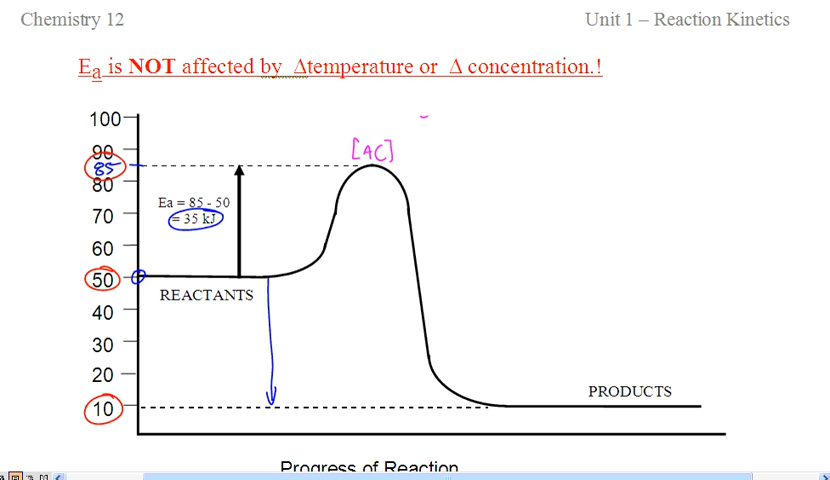 Chemistry 12
Unit 1 – Reaction Kinetics
Ea is NOT affected by Δtemperature or Δ concentration.!
100
90
85
80
70
60
50
40
30
20
10
[AC]
Ea = 85 - 50
= 35 kJ
REACTANTS
PRODUCTS
Progress of Reaction